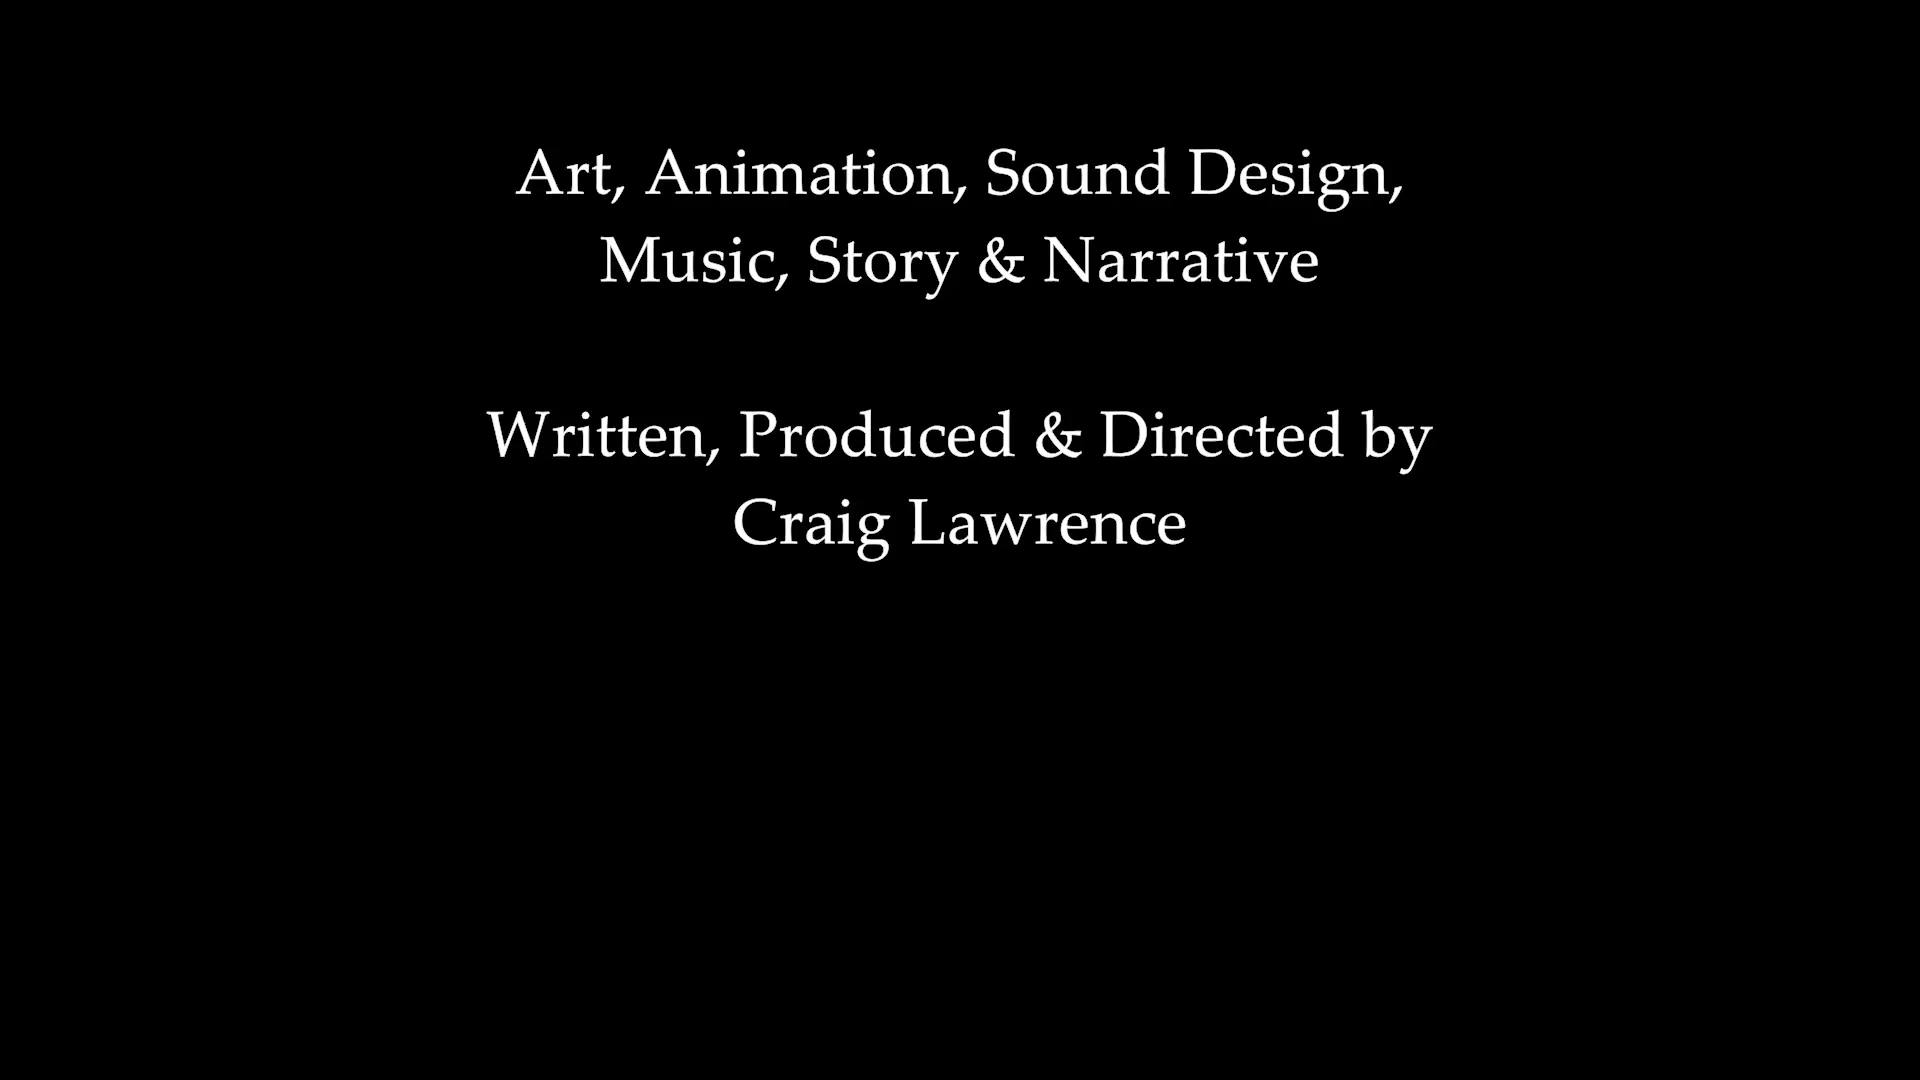 Art, Animation, Sound Design,
Music, Story & Narrative
Written, Produced & Directed by
Craig Lawrence